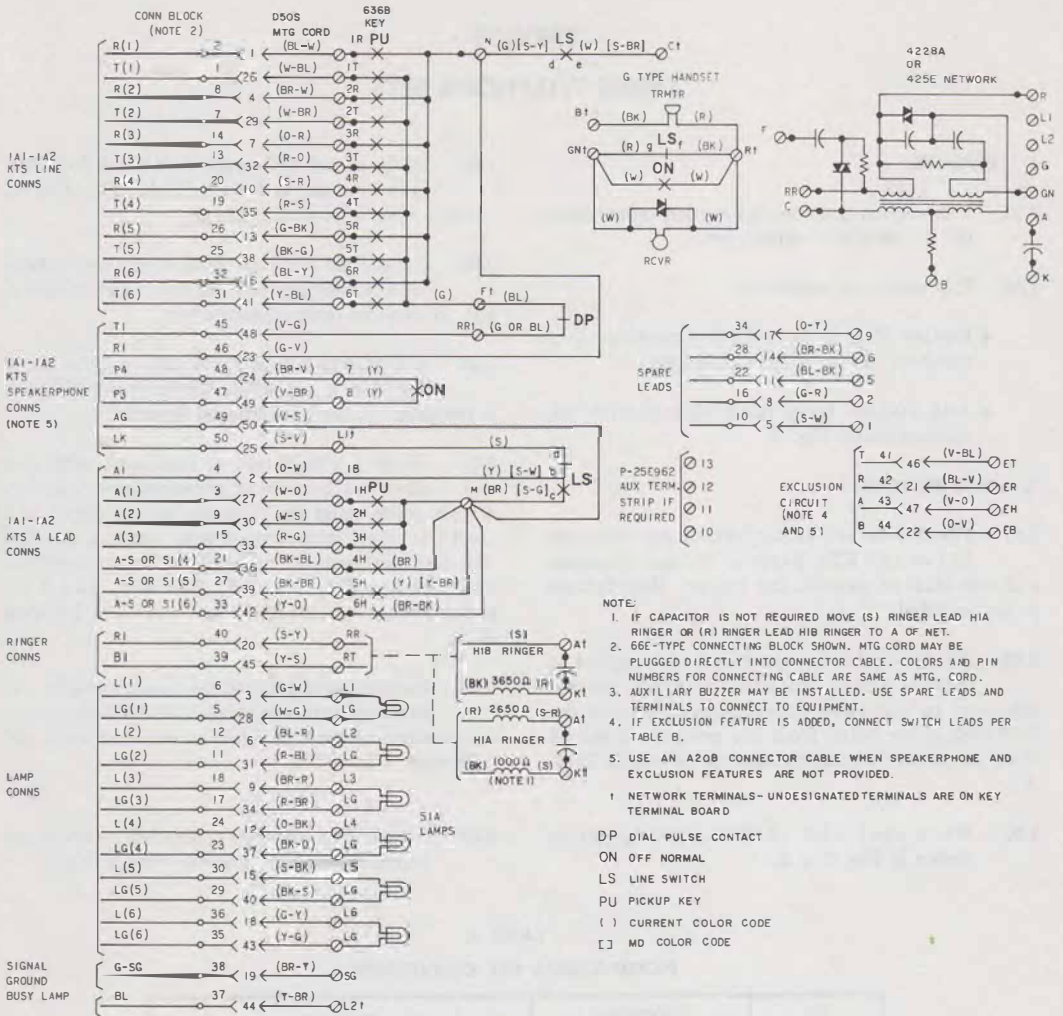 CONN BLOCK
(NOTE 2)
D50S
MTG CORD
636B
KEY
1R PU
1A1-1A2
KTS LINE
CONNS
R(1) 2 1 (BL-W)
T(1) 1 26 (W-BL) 1T
R(2) 8 4 (BR-W) 2R
T(2) 7 29 (W-BR) 2T
R(3) 14 7 (O-R) 3R
T(3) 13 32 (R-O) 3T
R(4) 20 10 (S-R) 4R
T(4) 19 35 (R-S) 4T
R(5) 26 13 (G-BK) 5R
T(5) 25 38 (BK-G) 5T
R(6) 32 16 (BL-Y) 6R
T(6) 31 41 (Y-BL) 6T
N (G)[S-Y] LS (W) [S-BR] C†
d e
(G) F† (BL)
RR† (G OR BL)
DP
1A1-1A2
KTS
SPEAKERPHONE
CONNS
(NOTE 5)
T1 45 48 (V-G)
R1 46 23 (G-V)
P4 48 24 (BR-V) 7 (Y)
P3 47 49 (V-BR) 8 (Y)
ON
AG 49 50 (V-S)
LK 50 25 (S-V) L1†
(S)
1A1-1A2
KTS A LEAD
CONNS
A1 4 2 (O-W) 1B
A(1) 3 27 (W-O) 1H PU
A(2) 9 30 (W-S) 2H
A(3) 15 33 (R-G) 3H
A-S OR S1(4) 21 36 (BK-BL) 4H (BR)
A-S OR S1(5) 27 39 (BK-BR) 5H (Y) [Y-BR]
A-S OR S1(6) 33 42 (Y-O) 6H (BR-BK)
(Y) [S-W] b
M (BR) [S-G] c
LS
RINGER
CONNS
R1 40 20 (S-Y) RR
B11 39 45 (Y-S) RT
LAMP
CONNS
L(1) 6 3 (G-W) L1
LG(1) 5 28 (W-G) LG
L(2) 12 6 (BL-R) L2
LG(2) 11 31 (R-BL) LG
L(3) 18 9 (BR-R) L3
LG(3) 17 34 (R-BR) LG
L(4) 24 12 (O-BK) L4
LG(4) 23 37 (BK-O) LG
L(5) 30 15 (S-BK) L5
LG(5) 29 40 (BK-S) LG
L(6) 36 18 (G-Y) L6
LG(6) 35 43 (Y-G) LG
51A
LAMPS
SIGNAL
GROUND
G-SG 38 19 (BR-Y) SG
BUSY LAMP
BL 37 44 (Y-BR) L2†
(S)
H1B RINGER
A†
(BK) 3650Ω (R)
K†
(R) 2650Ω (S-R)
A†
H1A RINGER
(BK) 1000Ω (S)
(NOTE 1)
K†
G TYPE HANDSET
TRMTR
B† (BK) (R)
LS
GN† (R) g f (BK) R†
ON
(W) (W)
(W) (W)
RCVR
4228A
OR
425E NETWORK
R
L1
L2
G
GN
A
K
F
RR
C
B
SPARE
LEADS
34 17 (O-Y) 9
28 14 (BR-BK) 6
22 11 (BL-BK) 5
16 8 (G-R) 2
10 5 (S-W) 1
P-25E962
AUX TERM.
STRIP IF
REQUIRED
13
12
11
10
EXCLUSION
CIRCUIT
(NOTE 4
AND 5)
T 41 46 (V-BL) ET
R 42 21 (BL-V) ER
A 43 47 (V-O) EH
B 44 22 (O-V) EB
NOTE:
1. IF CAPACITOR IS NOT REQUIRED MOVE (S) RINGER LEAD H1A
RINGER OR (R) RINGER LEAD H1B RINGER TO A OF NET.
2. 66E-TYPE CONNECTING BLOCK SHOWN. MTG CORD MAY BE
PLUGGED DIRECTLY INTO CONNECTOR CABLE. COLORS AND PIN
NUMBERS FOR CONNECTING CABLE ARE SAME AS MTG. CORD.
3. AUXILIARY BUZZER MAY BE INSTALLED. USE SPARE LEADS AND
TERMINALS TO CONNECT TO EQUIPMENT.
4. IF EXCLUSION FEATURE IS ADDED, CONNECT SWITCH LEADS PER
TABLE B.
5. USE AN A20B CONNECTOR CABLE WHEN SPEAKERPHONE AND
EXCLUSION FEATURES ARE NOT PROVIDED.
† NETWORK TERMINALS- UNDESIGNATED TERMINALS ARE ON KEY
TERMINAL BOARD
DP DIAL PULSE CONTACT
ON OFF NORMAL
LS LINE SWITCH
PU PICKUP KEY
( ) CURRENT COLOR CODE
[ ] MD COLOR CODE